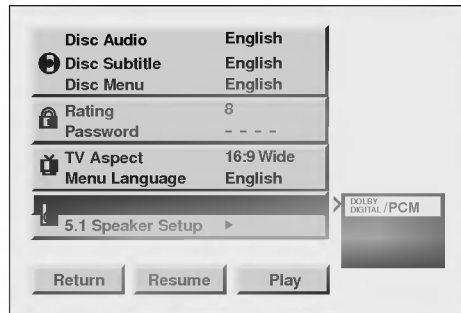 Disc Audio English
Disc Subtitle English
Disc Menu English
Rating 8
Password - - - -
TV Aspect 16:9 Wide
Menu Language English
DOLBY DIGITAL /PCM
5.1 Speaker Setup ►
Return Resume Play